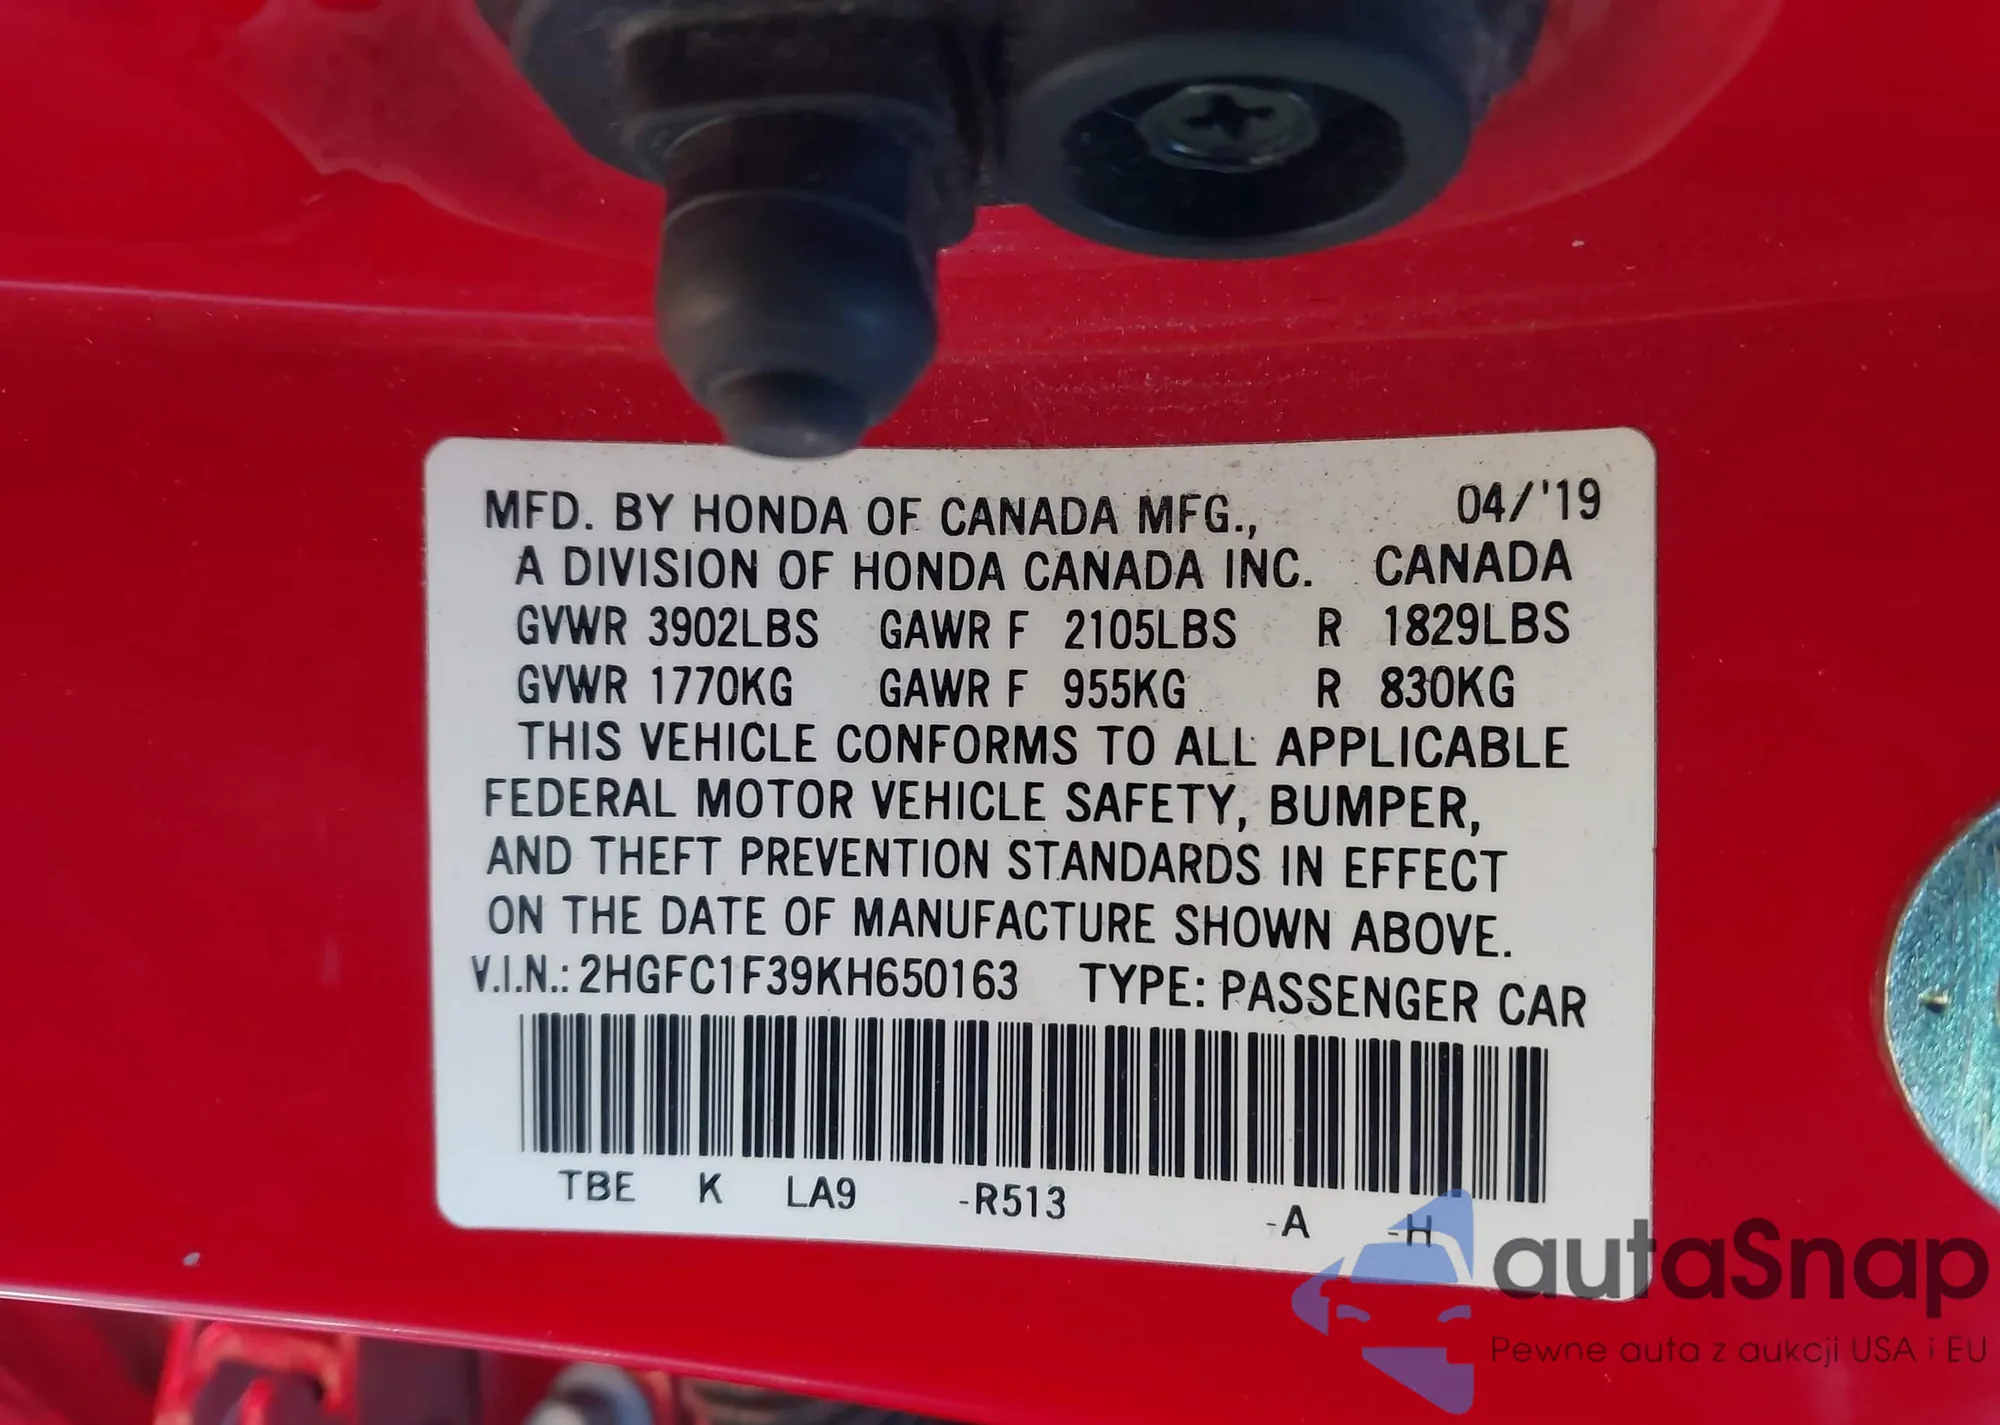 MFD. BY HONDA OF CANADA MFG., 04/'19
A DIVISION OF HONDA CANADA INC. CANADA
GVWR 3902LBS GAWR F 2105LBS R 1829LBS
GVWR 1770KG GAWR F 955KG R 830KG
THIS VEHICLE CONFORMS TO ALL APPLICABLE
FEDERAL MOTOR VEHICLE SAFETY, BUMPER,
AND THEFT PREVENTION STANDARDS IN EFFECT
ON THE DATE OF MANUFACTURE SHOWN ABOVE.
V.I.N.: 2HGFC1F39KH650163 TYPE: PASSENGER CAR
TBE K LA9 -R513 -A -H
autaSnap
Pewne auta z aukcji USA i EU